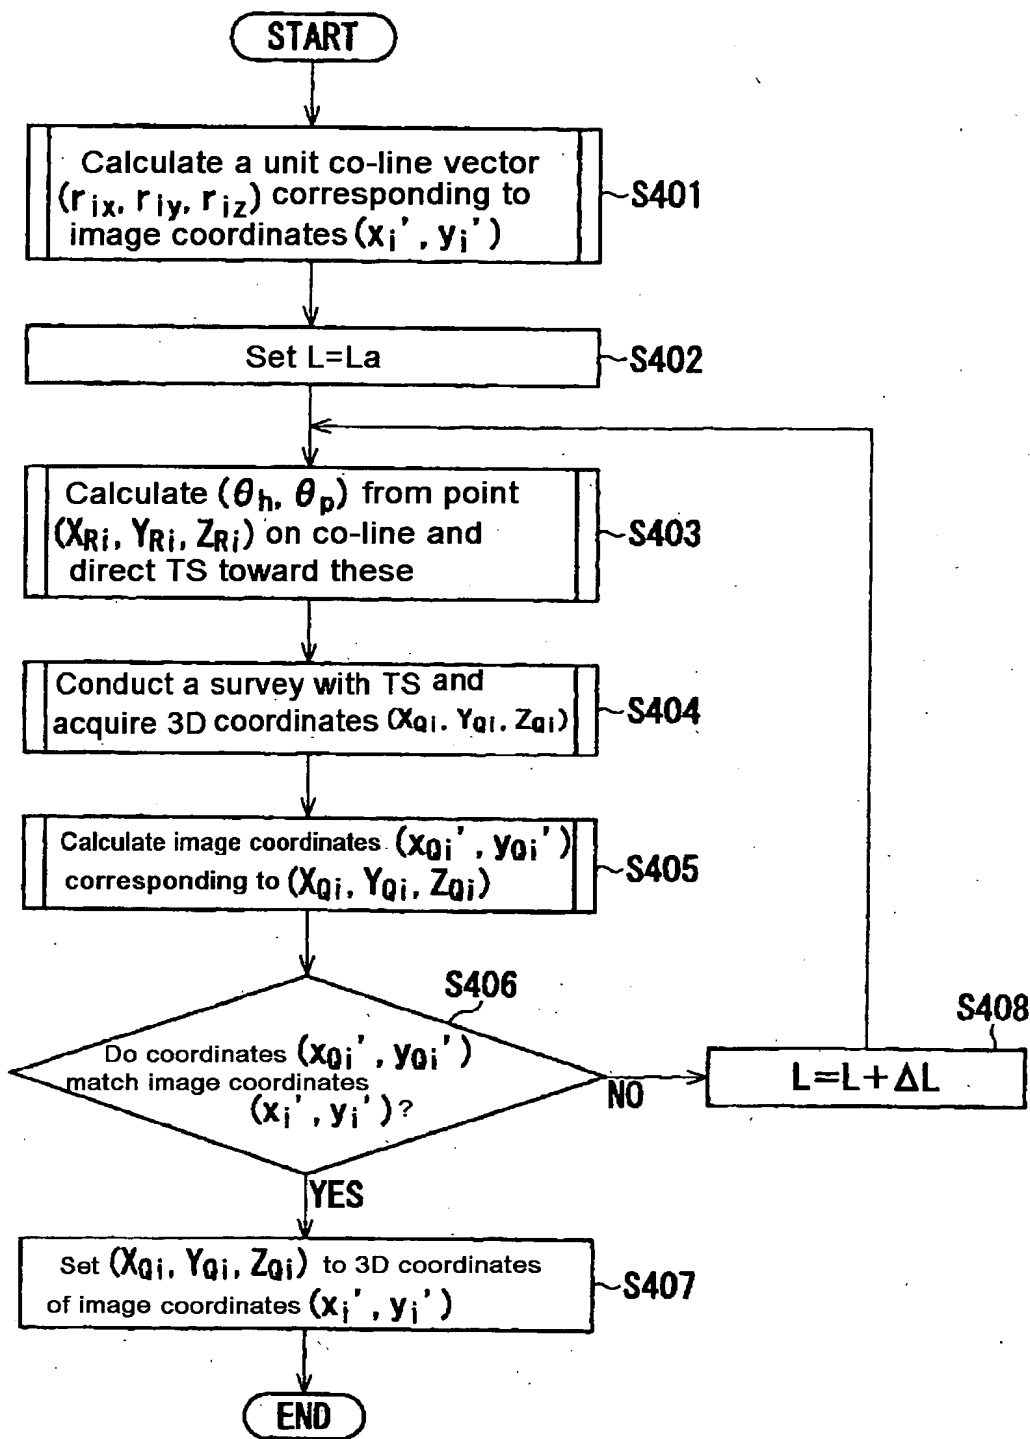 START
Calculate a unit co-line vector
(rix, riy, riz) corresponding to
image coordinates (xi', yi')
S401
Set L=La
S402
Calculate (θh, θp) from point
(XRi, YRi, ZRi) on co-line and
direct TS toward these
S403
Conduct a survey with TS and
acquire 3D coordinates (XQi, YQi, ZQi)
S404
Calculate image coordinates (xQi', yQi')
corresponding to (XQi, YQi, ZQi)
S405
S406
Do coordinates (xQi', yQi')
match image coordinates
(xi', yi')?
NO
S408
L=L+ΔL
YES
Set (XQi, YQi, ZQi) to 3D coordinates
of image coordinates (xi', yi')
S407
END